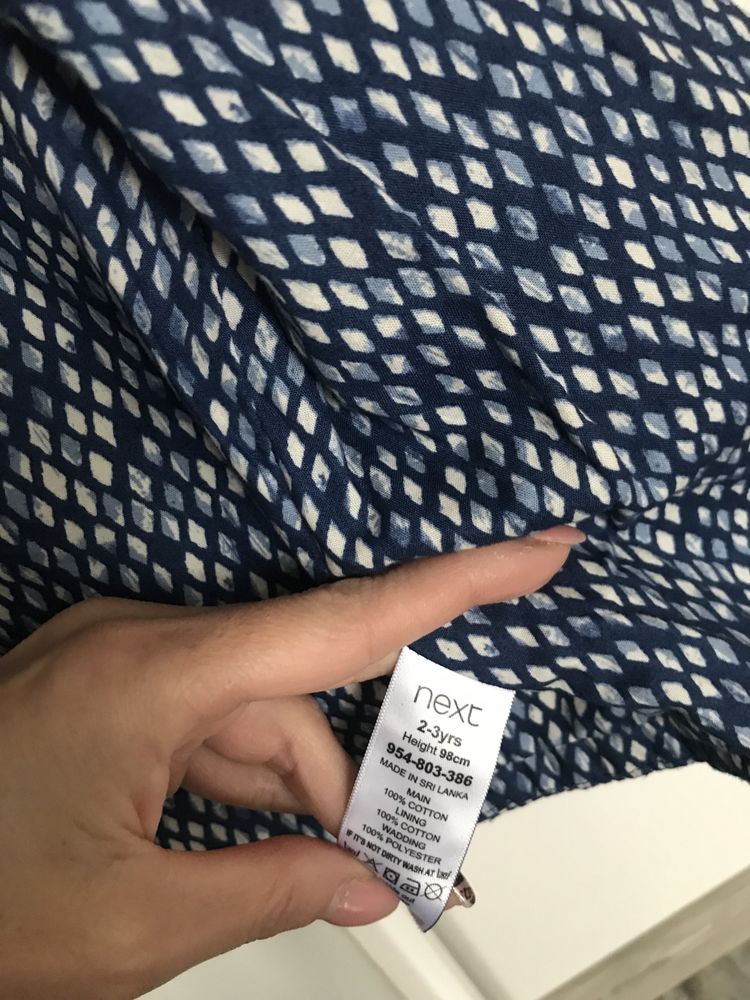 next
2-3yrs
Height 98cm
954-803-386
MADE IN SRI LANKA
MAIN
100% COTTON
LINING
100% COTTON
WADDING
100% POLYESTER
IF IT'S NOT DIRTY WASH AT